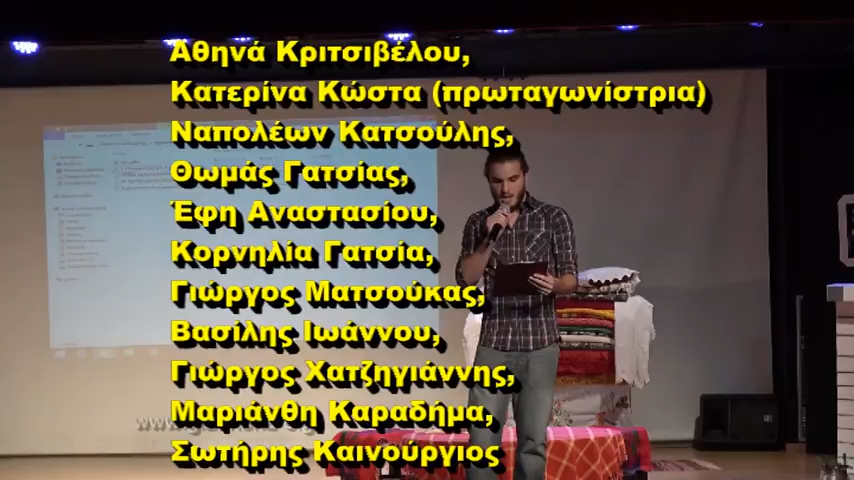 Αθηνά Κριτσιβέλου,
Κατερίνα Κώστα (πρωταγωνίστρια)
Ναπολέων Κατσούλης,
Θωμάς Γατσίας,
Έφη Αναστασίου,
Κορνηλία Γατσία,
Γιώργος Ματσούκας,
Βασίλης Ιωάννου,
Γιώργος Χατζηγιάννης,
Μαριάνθη Καραδήμα,
Σωτήρης Καινούργιος